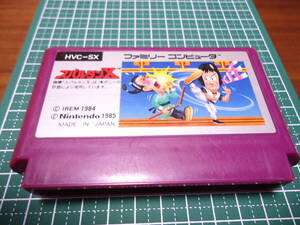 HVC-SX
ファミリーコンピュータ
スパルタンX
© IREM 1984
© Nintendo 1985
MADE IN JAPAN